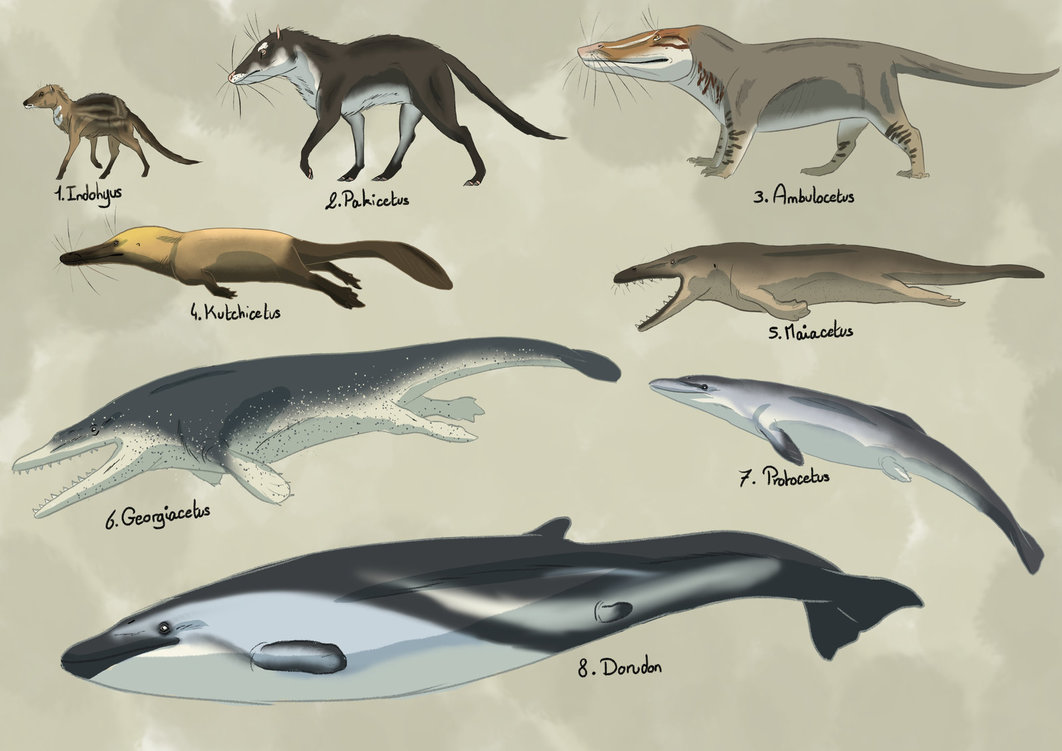 1. Indohyus
2. Pakicetus
3. Ambulocetus
4. Kutchicetus
5. Maiacetus
6. Georgiacetus
7. Protocetus
8. Dorudon